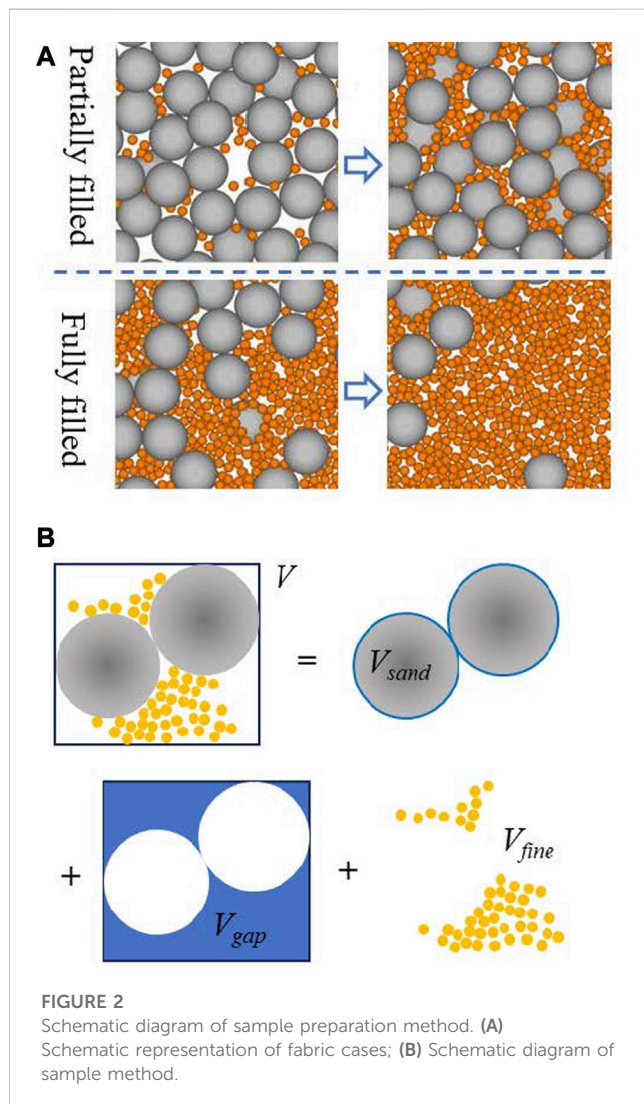 A
Partially filled
Fully filled
B
V
=
V_sand
+
V_gap
+
V_fine
FIGURE 2
Schematic diagram of sample preparation method. (A)
Schematic representation of fabric cases; (B) Schematic diagram of
sample method.